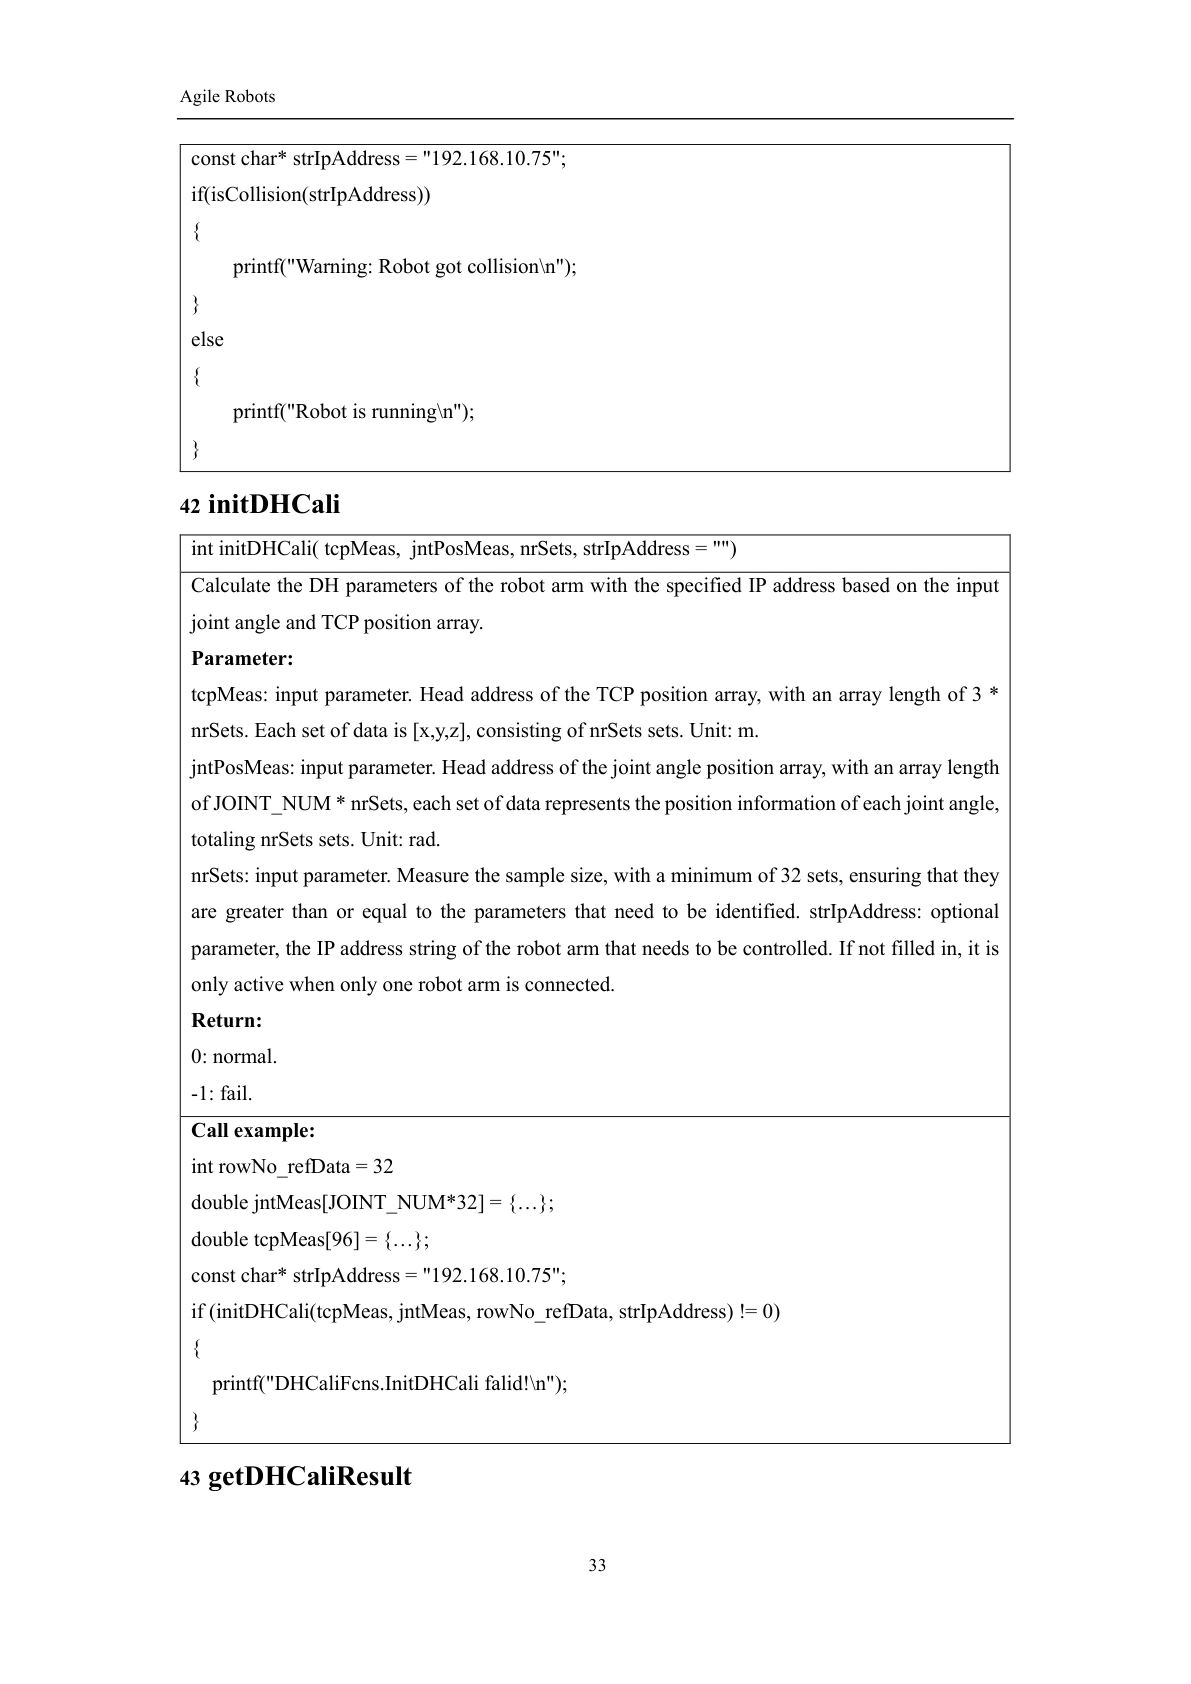 Agile Robots
const char* strIpAddress = "192.168.10.75";
if(isCollision(strIpAddress))
{
printf("Warning: Robot got collision\n");
}
else
{
printf("Robot is running\n");
}
42 initDHCali
int initDHCali( tcpMeas,  jntPosMeas, nrSets, strIpAddress = "")
Calculate the DH parameters of the robot arm with the specified IP address based on the input
joint angle and TCP position array.
Parameter:
tcpMeas: input parameter. Head address of the TCP position array, with an array length of 3 *
nrSets. Each set of data is [x,y,z], consisting of nrSets sets. Unit: m.
jntPosMeas: input parameter. Head address of the joint angle position array, with an array length
of JOINT_NUM * nrSets, each set of data represents the position information of each joint angle,
totaling nrSets sets. Unit: rad.
nrSets: input parameter. Measure the sample size, with a minimum of 32 sets, ensuring that they
are greater than or equal to the parameters that need to be identified. strIpAddress: optional
parameter, the IP address string of the robot arm that needs to be controlled. If not filled in, it is
only active when only one robot arm is connected.
Return:
0: normal.
-1: fail.
Call example:
int rowNo_refData = 32
double jntMeas[JOINT_NUM*32] = {…};
double tcpMeas[96] = {…};
const char* strIpAddress = "192.168.10.75";
if (initDHCali(tcpMeas, jntMeas, rowNo_refData, strIpAddress) != 0)
{
printf("DHCaliFcns.InitDHCali falid!\n");
}
43 getDHCaliResult
33